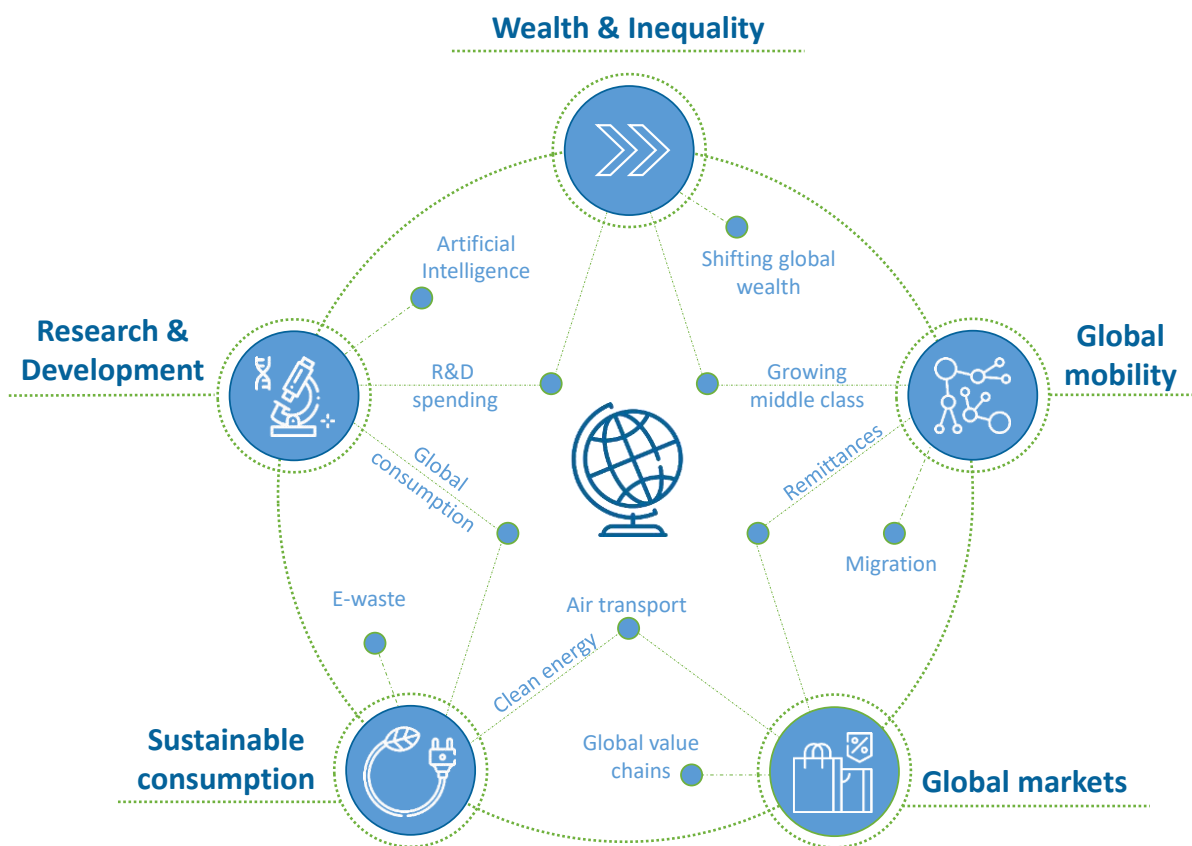 Wealth & Inequality
Artificial
Intelligence
Shifting global
wealth
Research &
Development
Global
mobility
R&D
spending
Growing
middle class
Global
consumption
Remittances
Migration
E-waste
Air transport
Clean energy
Sustainable
consumption
Global value
chains
Global markets
%